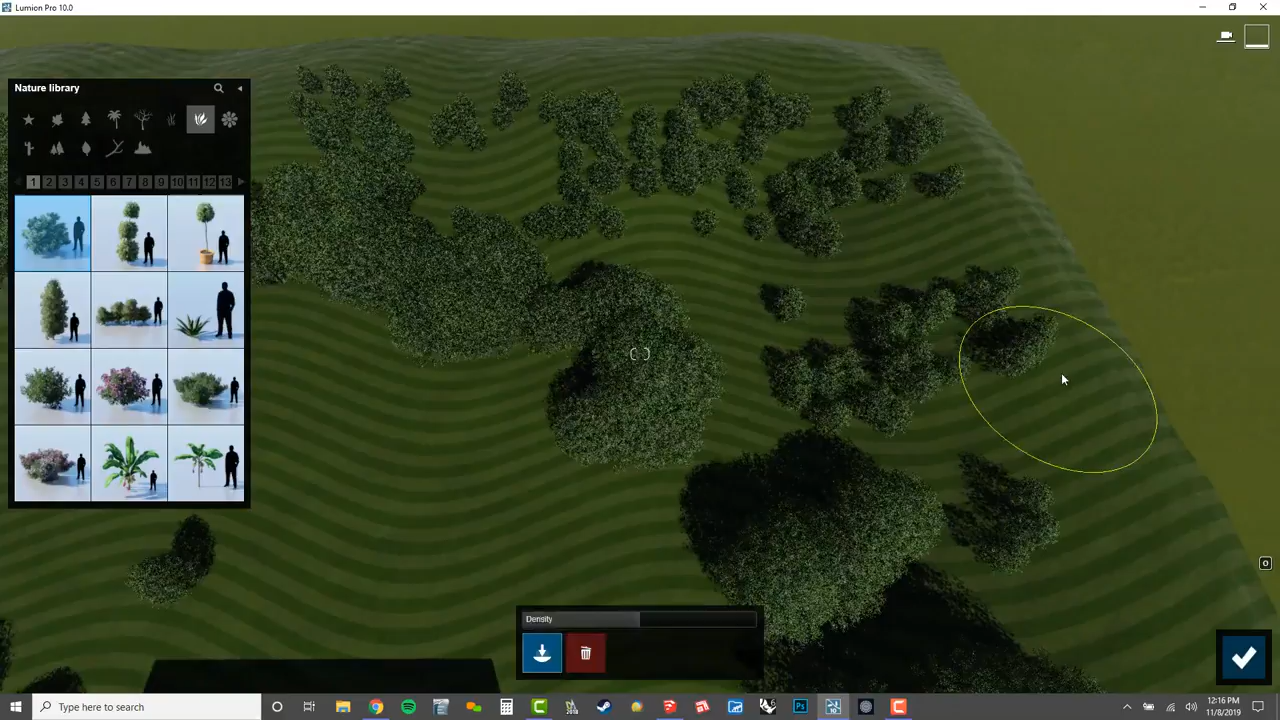 Lumion Pro 10.0
Nature library
1 2 3 4 5 6 7 8 9 10 11 12 13
Density
Type here to search
12:16 PM
11/8/2019